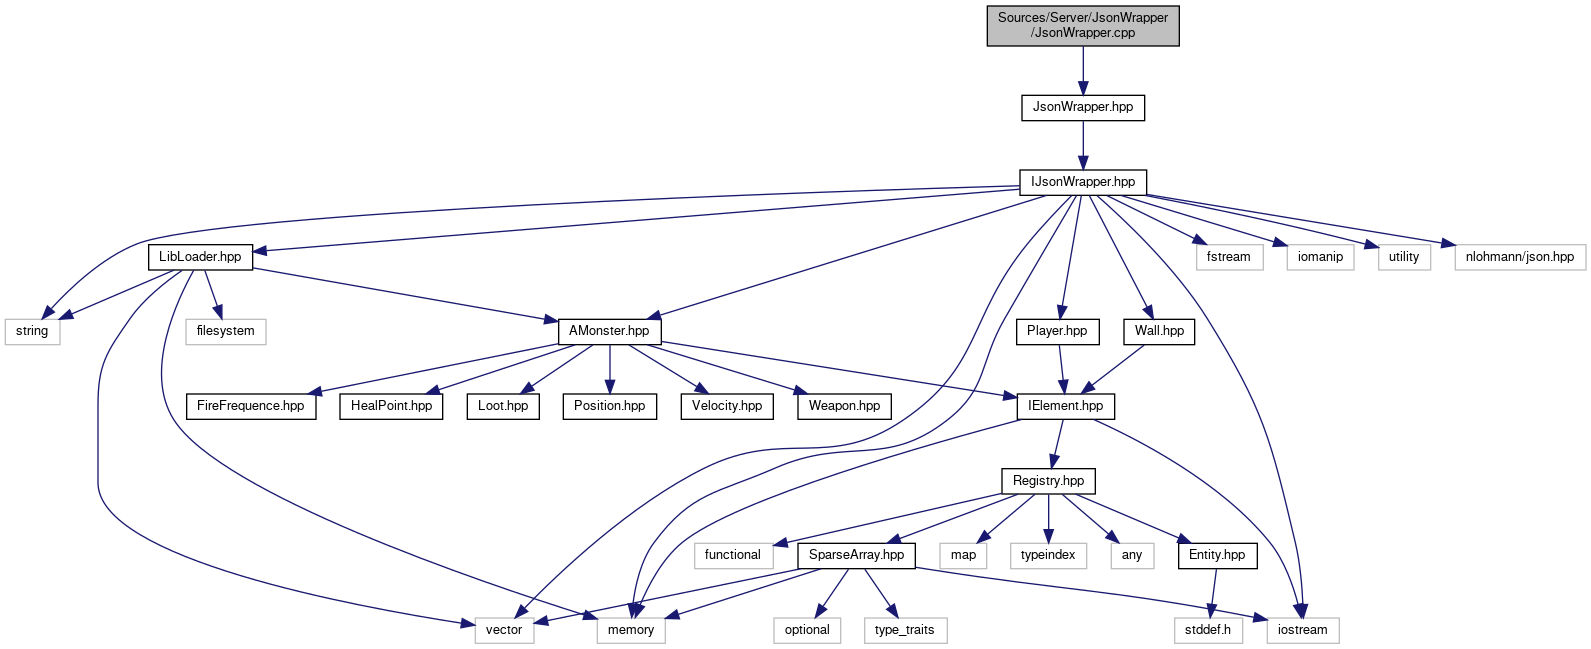 Sources/Server/JsonWrapper
/JsonWrapper.cpp
JsonWrapper.hpp
IJsonWrapper.hpp
LibLoader.hpp
fstream
iomanip
utility
nlohmann/json.hpp
string
filesystem
AMonster.hpp
Player.hpp
Wall.hpp
FireFrequence.hpp
HealPoint.hpp
Loot.hpp
Position.hpp
Velocity.hpp
Weapon.hpp
IElement.hpp
Registry.hpp
functional
SparseArray.hpp
map
typeindex
any
Entity.hpp
vector
memory
optional
type_traits
stddef.h
iostream